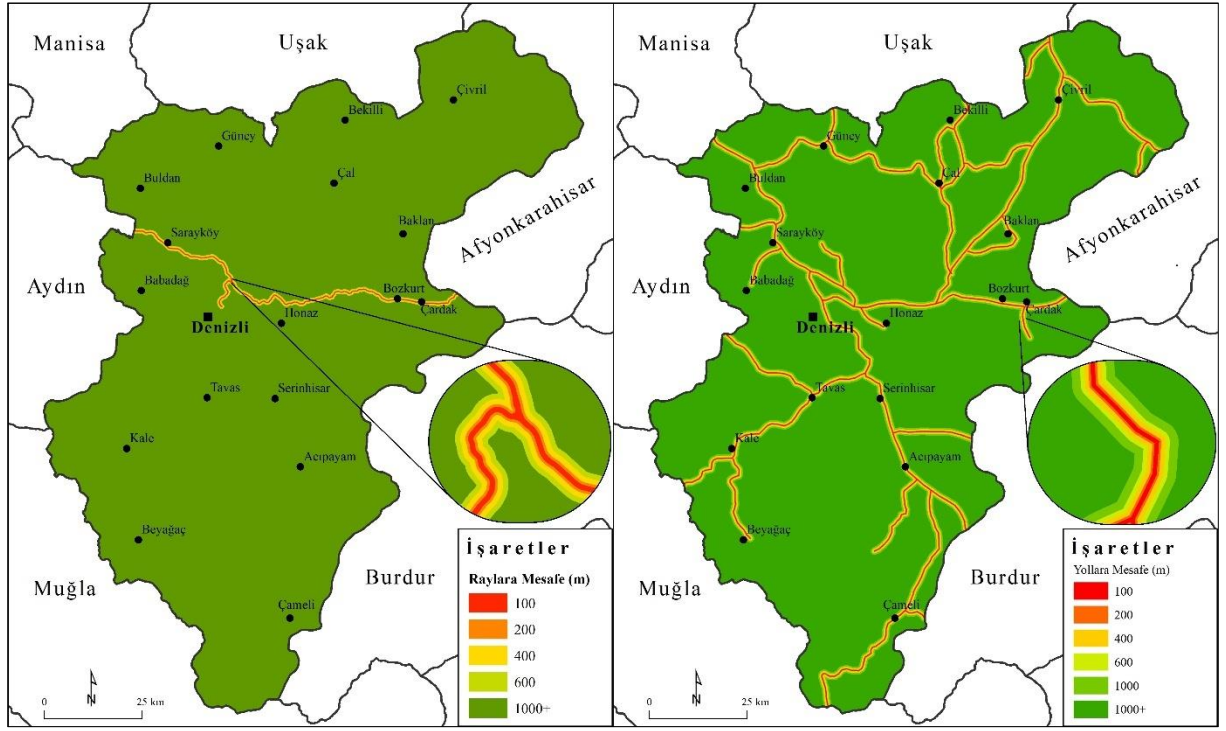 Manisa
Uşak
Çivril
Bekilli
Güney
Çal
Buldan
Baklan
Afyonkarahisar
Sarayköy
Aydın
Babadağ
Bozkurt
Çardak
Honaz
Denizli
Tavas
Serinhisar
Kale
Acıpayam
Beyağaç
Muğla
Burdur
Çameli
İşaretler
Raylara Mesafe (m)
100
200
400
600
1000+
N
0 25 km
Manisa
Uşak
Çivril
Bekilli
Güney
Çal
Buldan
Baklan
Afyonkarahisar
Sarayköy
Aydın
Babadağ
Bozkurt
Çardak
Honaz
Denizli
Tavas
Serinhisar
Kale
Acıpayam
Beyağaç
Muğla
Burdur
Çameli
İşaretler
Yollara Mesafe (m)
100
200
400
600
1000
1000+
N
0 25 km